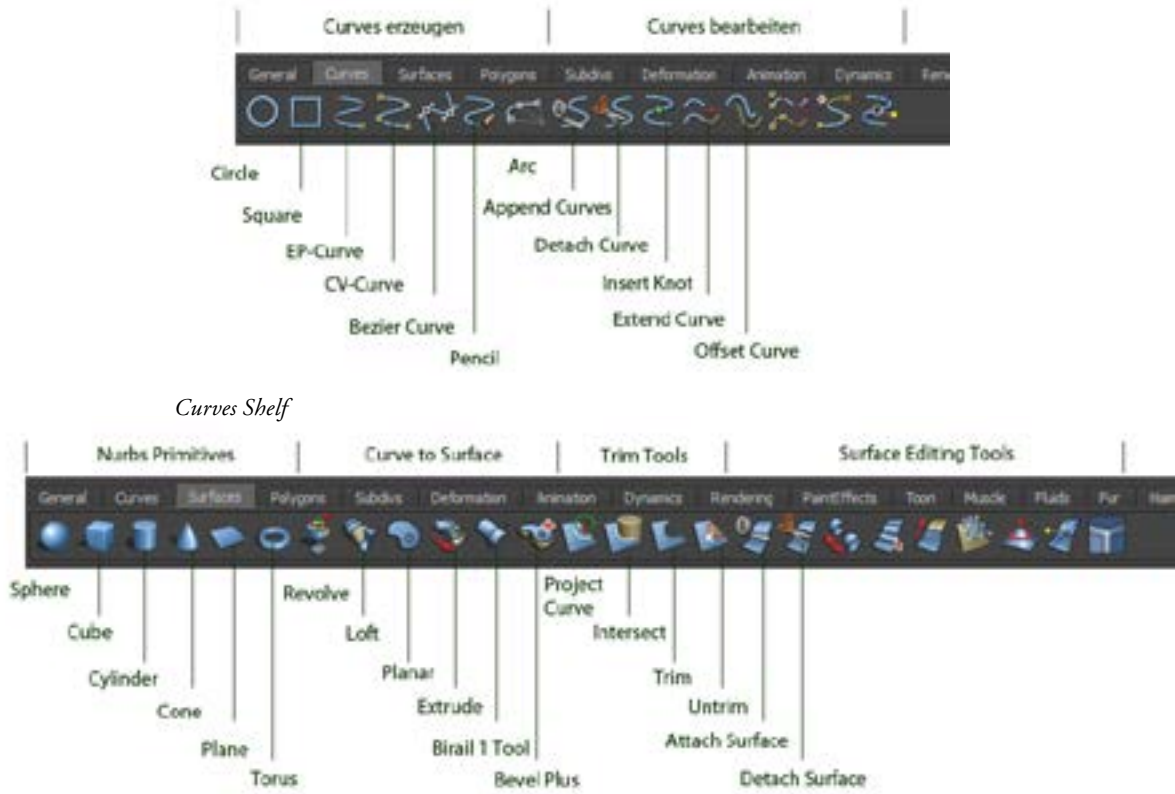 Curves erzeugen Curves bearbeiten
General Curves Surfaces Polygons Subdivs Deformation Animation Dynamics
Circle
Arc
Square
Append Curves
EP-Curve
Detach Curve
CV-Curve
Insert Knot
Bezier Curve
Extend Curve
Pencil
Offset Curve
Curves Shelf
Nurbs Primitives Curve to Surface Trim Tools Surface Editing Tools
General Curves Surfaces Polygons Subdivs Deformation Animation Dynamics Rendering PaintEffects Toon Muscle Fluids Fur
Sphere
Revolve
Project
Curve
Cube
Loft
Intersect
Cylinder
Planar
Trim
Cone
Extrude
Untrim
Plane
Birail 1 Tool
Attach Surface
Torus
Bevel Plus
Detach Surface